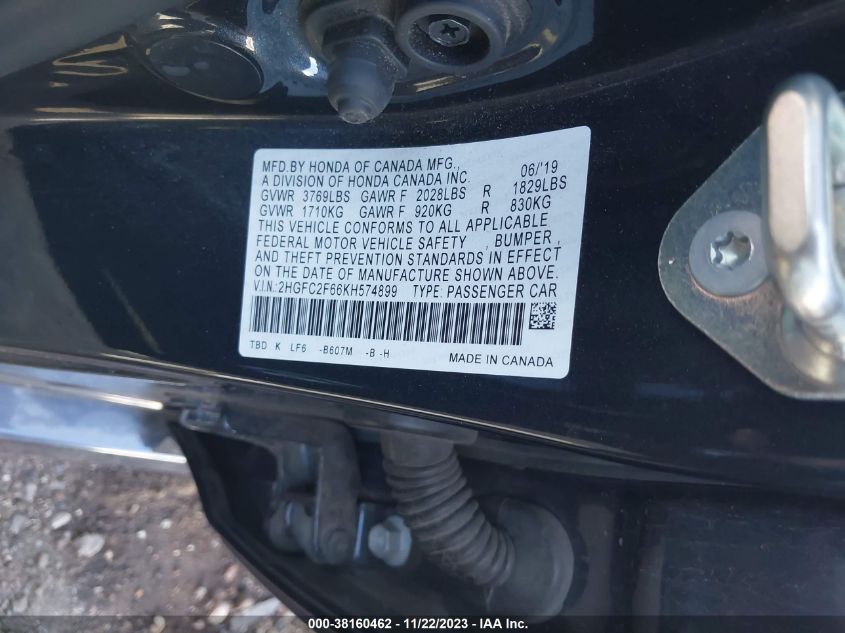 MFD.BY HONDA OF CANADA MFG., 06/'19
A DIVISION OF HONDA CANADA INC.
GVWR 3769LBS GAWR F 2028LBS R 1829LBS
GVWR 1710KG GAWR F 920KG R 830KG
THIS VEHICLE CONFORMS TO ALL APPLICABLE
FEDERAL MOTOR VEHICLE SAFETY , BUMPER ,
AND THEFT PREVENTION STANDARDS IN EFFECT
ON THE DATE OF MANUFACTURE SHOWN ABOVE.
V.I.N.: 2HGFC2F66KH574899 TYPE: PASSENGER CAR
TBD K LF6 -B607M -B -H
MADE IN CANADA
000-38160462 - 11/22/2023 - IAAI.COM